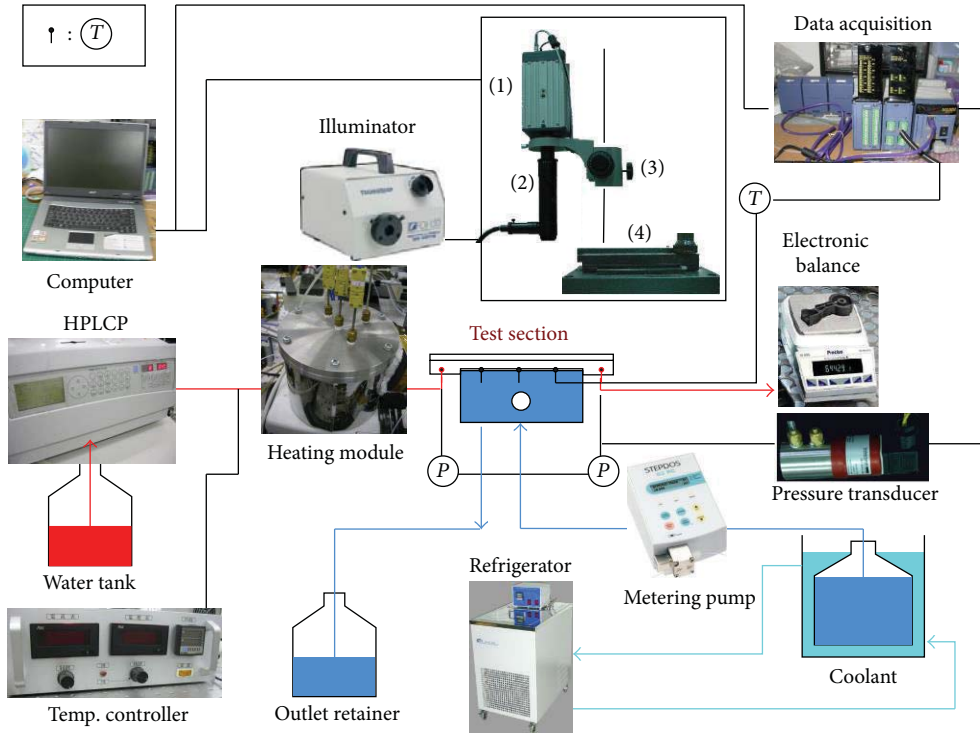 : T
Data acquisition
(1)
Illuminator
(2)
(3)
T
(4)
Computer
Electronic
balance
HPLCP
Test section
Heating module
P
P
STEPDOS
Pressure transducer
Water tank
Refrigerator
Metering pump
Coolant
Temp. controller
Outlet retainer